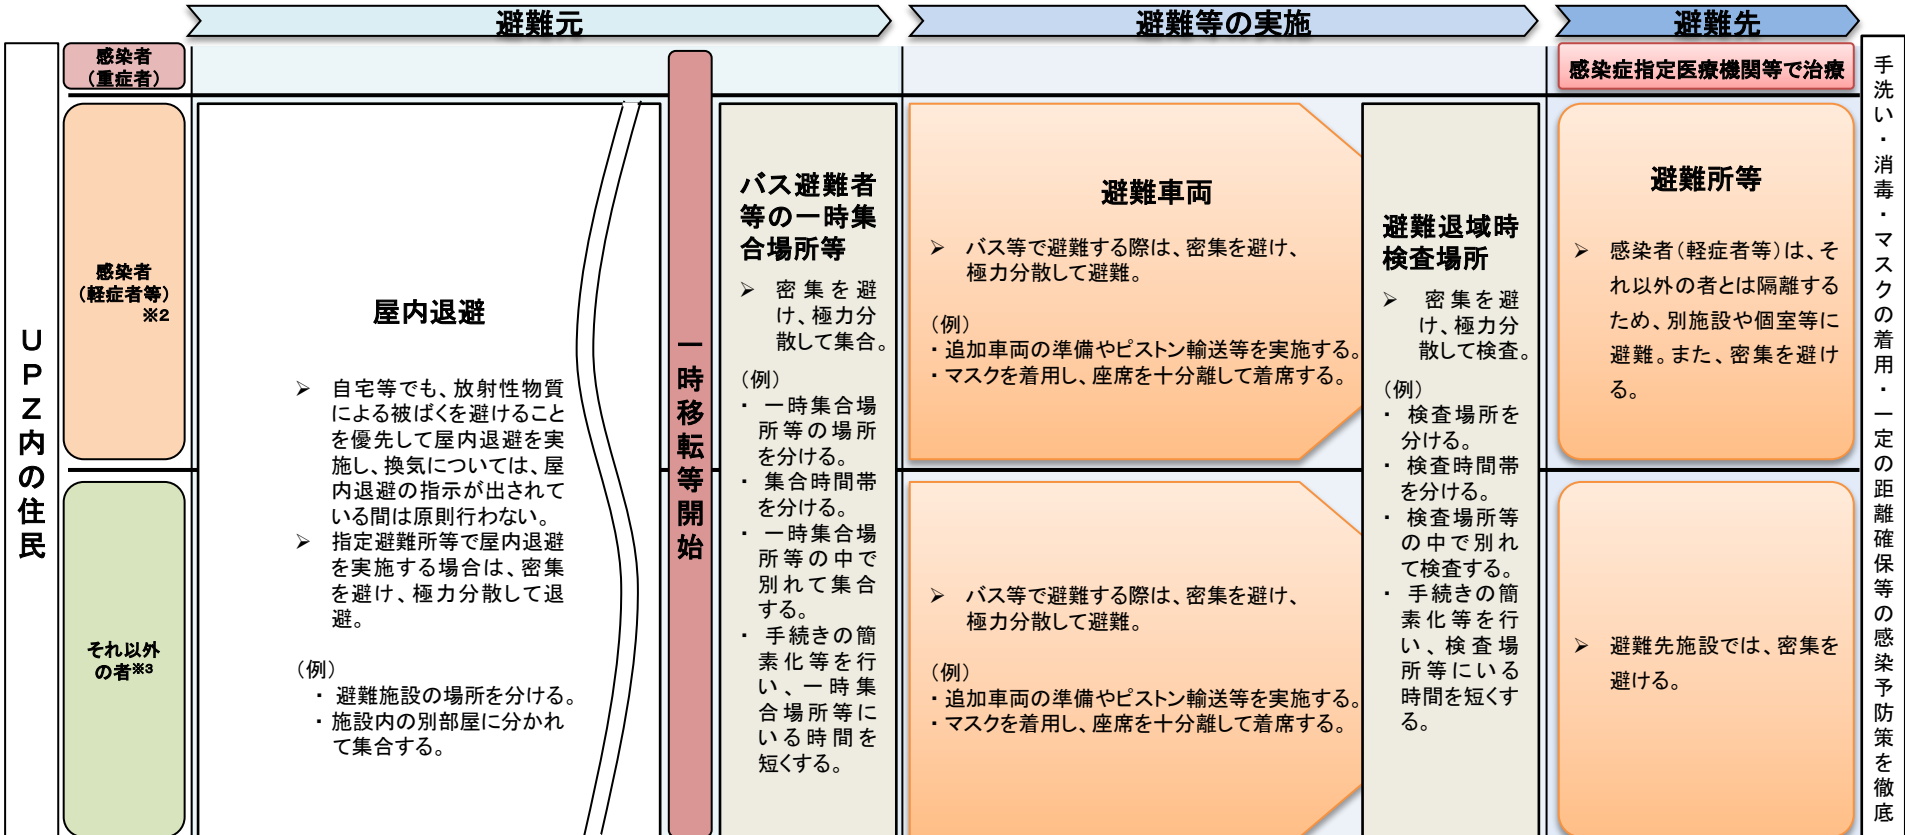 避難元
避難等の実施
避難先
UPZ内の住民
感染者
(重症者)
感染症指定医療機関等で治療
感染者
(軽症者等)
※2
それ以外
の者※3
屋内退避
➢ 自宅等でも、放射性物質
による被ばくを避けること
を優先して屋内退避を実
施し、換気については、屋
内退避の指示が出されて
いる間は原則行わない。
➢ 指定避難所等で屋内退避
を実施する場合は、密集
を避け、極力分散して退
避。
(例)
・ 避難施設の場所を分ける。
・施設内の別部屋に分かれ
て集合する。
一時移転等開始
バス避難者
等の一時集
合場所等
➢ 密集を避
け、極力分
散して集合。
(例)
・ 一時集合場
所等の場所
を分ける。
・ 集合時間帯
を分ける。
・ 一時集合場
所等の中で
別れて集合
する。
・ 手続きの簡
素化等を行
い、一時集
合場所等に
いる時間を
短くする。
避難車両
➢ バス等で避難する際は、密集を避け、
極力分散して避難。
(例)
・追加車両の準備やピストン輸送等を実施する。
・マスクを着用し、座席を十分離して着席する。
➢ バス等で避難する際は、密集を避け、
極力分散して避難。
(例)
・追加車両の準備やピストン輸送等を実施する。
・マスクを着用し、座席を十分離して着席する。
避難退域時
検査場所
➢ 密集を避
け、極力分
散して検査。
(例)
・ 検査場所を
分ける。
・ 検査時間帯
を分ける。
・ 検査場所等
の中で別れ
て検査する。
・ 手続きの簡
素化等を行
い、検査場
所等にいる
時間を短くす
る。
避難所等
➢ 感染者(軽症者等)は、そ
れ以外の者とは隔離する
ため、別施設や個室等に
避難。また、密集を避け
る。
➢ 避難先施設では、密集を
避ける。
手洗い・消毒・マスクの着用・一定の距離確保等の感染予防策を徹底